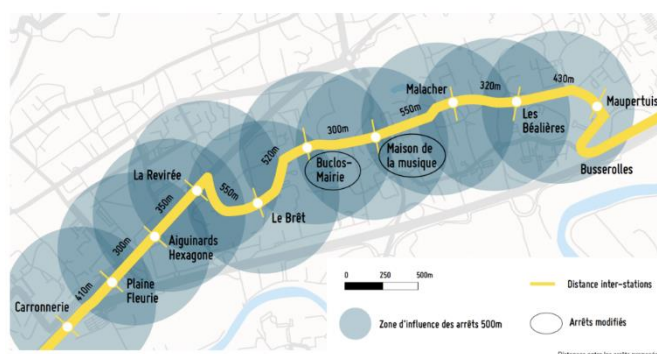 430m
320m
Malacher
Maupertuis
550m
Les
Béalières
300m
520m
Maison de
la musique
Buclos-
Mairie
Busserolles
La Revirée
550m
350m
Le Brêt
Aiguinards
Hexagone
300m
Plaine
Fleurie
410m
Carronnerie
0 250 500m
Distance inter-stations
Zone d'influence des arrêts 500m
Arrêts modifiés